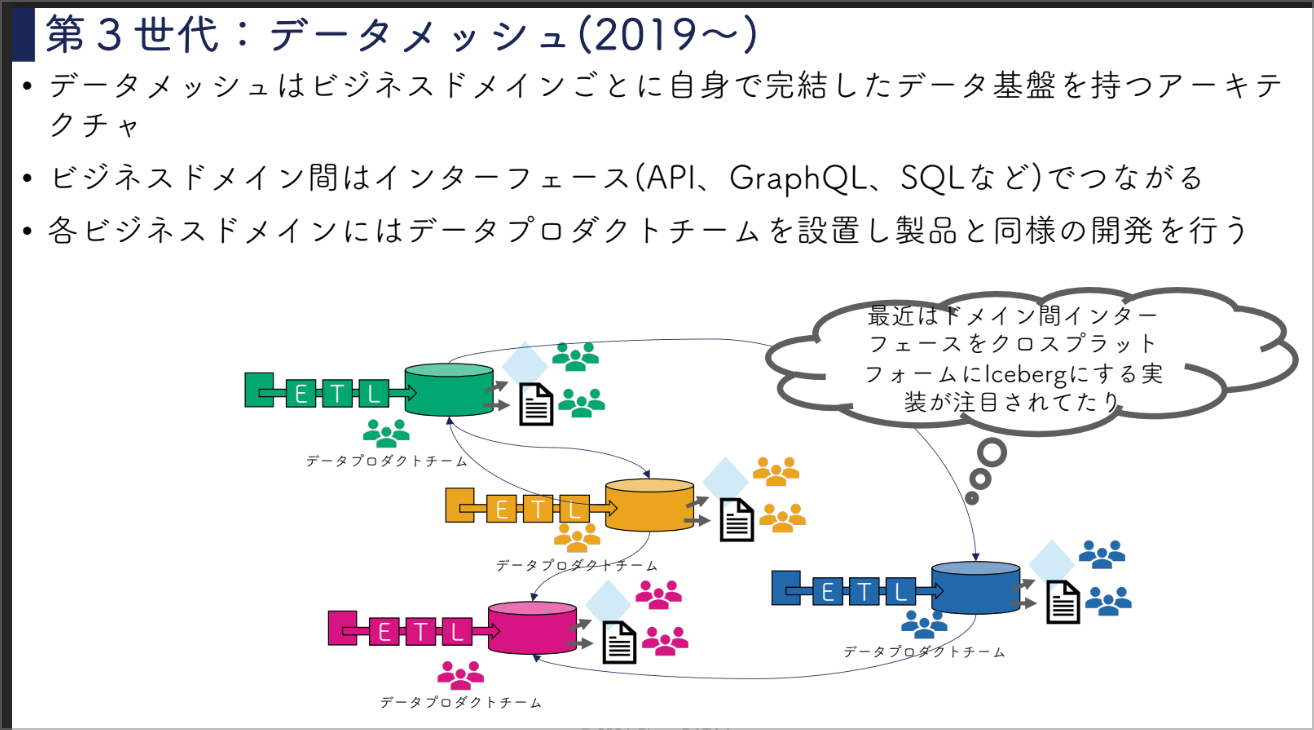 第３世代：データメッシュ(2019～)
• データメッシュはビジネスドメインごとに自身で完結したデータ基盤を持つアーキテ
クチャ
• ビジネスドメイン間はインターフェース(API、GraphQL、SQLなど)でつながる
• 各ビジネスドメインにはデータプロダクトチームを設置し製品と同様の開発を行う
最近はドメイン間インター
フェースをクロスプラット
フォームにIcebergにする実
装が注目されてたり
E T L
データプロダクトチーム
E T L
データプロダクトチーム
E T L
データプロダクトチーム
E T L
データプロダクトチーム